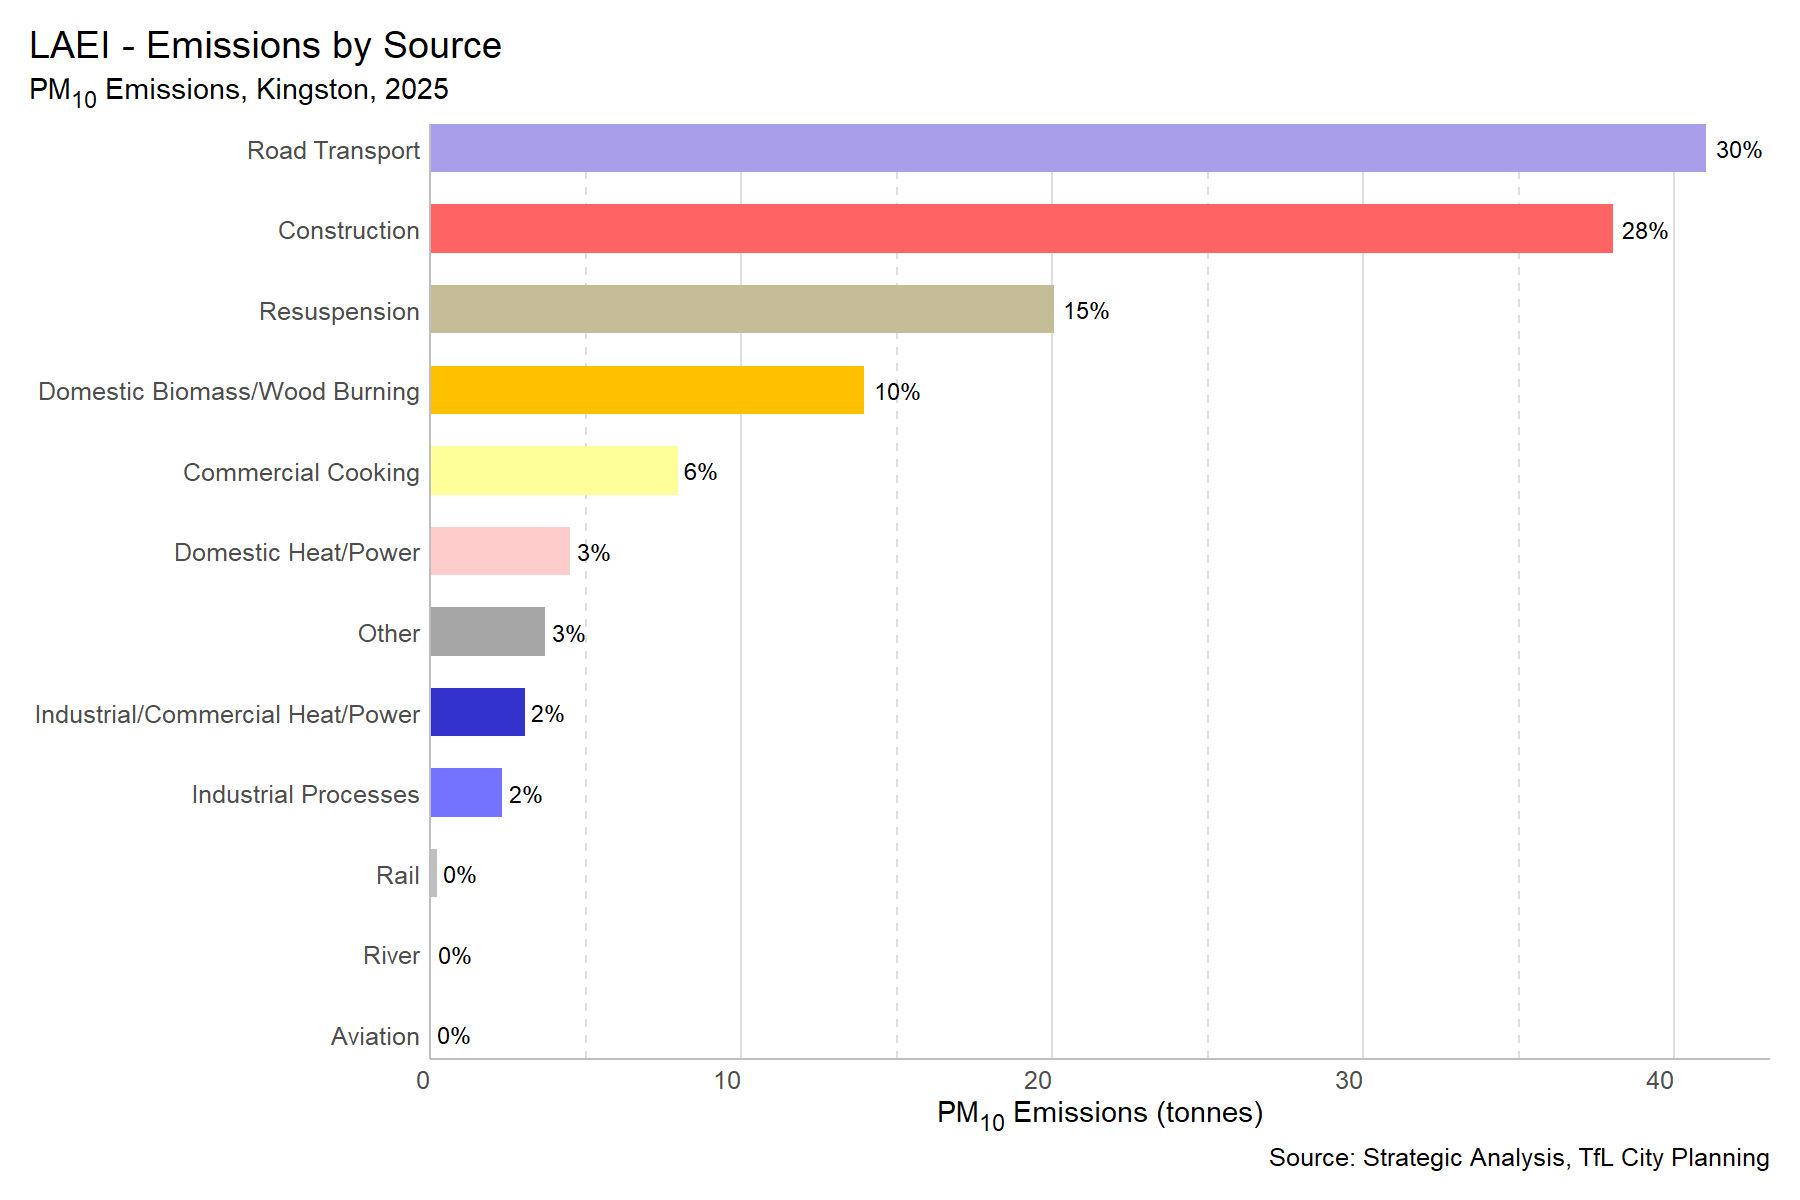 LAEI - Emissions by Source
PM10 Emissions, Kingston, 2025
Road Transport 30%
Construction 28%
Resuspension 15%
Domestic Biomass/Wood Burning 10%
Commercial Cooking 6%
Domestic Heat/Power 3%
Other 3%
Industrial/Commercial Heat/Power 2%
Industrial Processes 2%
Rail 0%
River 0%
Aviation 0%
0 10 20 30 40
PM10 Emissions (tonnes)
Source: Strategic Analysis, TfL City Planning